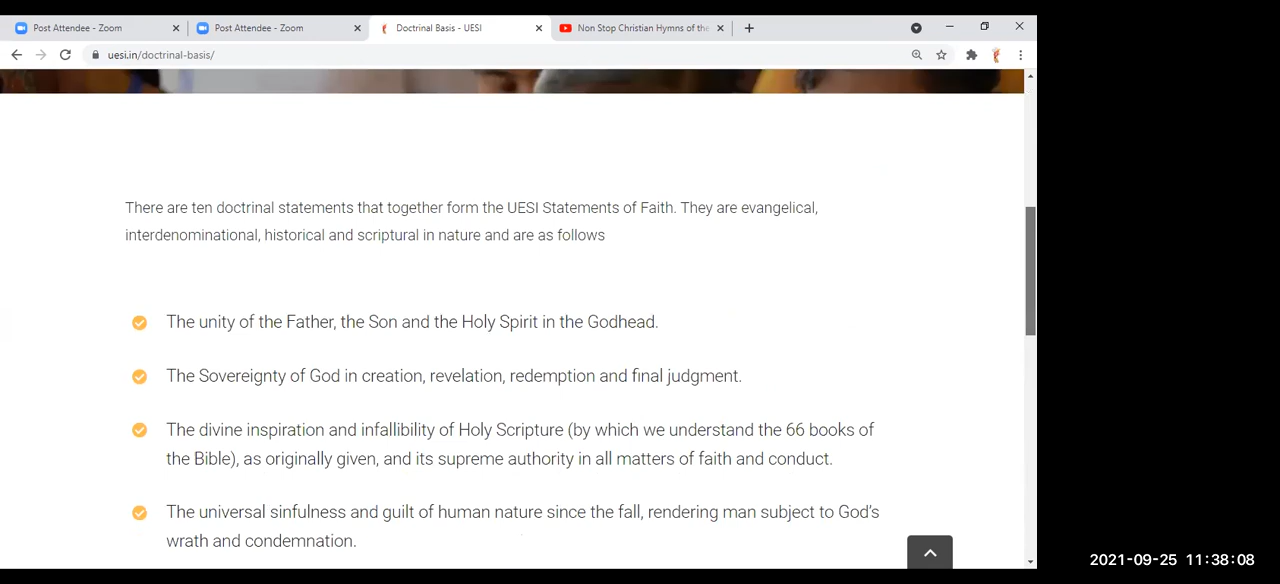 Post Attendee - Zoom
Post Attendee - Zoom
Doctrinal Basis - UESI
Non Stop Christian Hymns of the
uesi.in/doctrinal-basis/
There are ten doctrinal statements that together form the UESI Statements of Faith. They are evangelical,
interdenominational, historical and scriptural in nature and are as follows
The unity of the Father, the Son and the Holy Spirit in the Godhead.
The Sovereignty of God in creation, revelation, redemption and final judgment.
The divine inspiration and infallibility of Holy Scripture (by which we understand the 66 books of
the Bible), as originally given, and its supreme authority in all matters of faith and conduct.
The universal sinfulness and guilt of human nature since the fall, rendering man subject to God's
wrath and condemnation.
2021-09-25 11:38:08